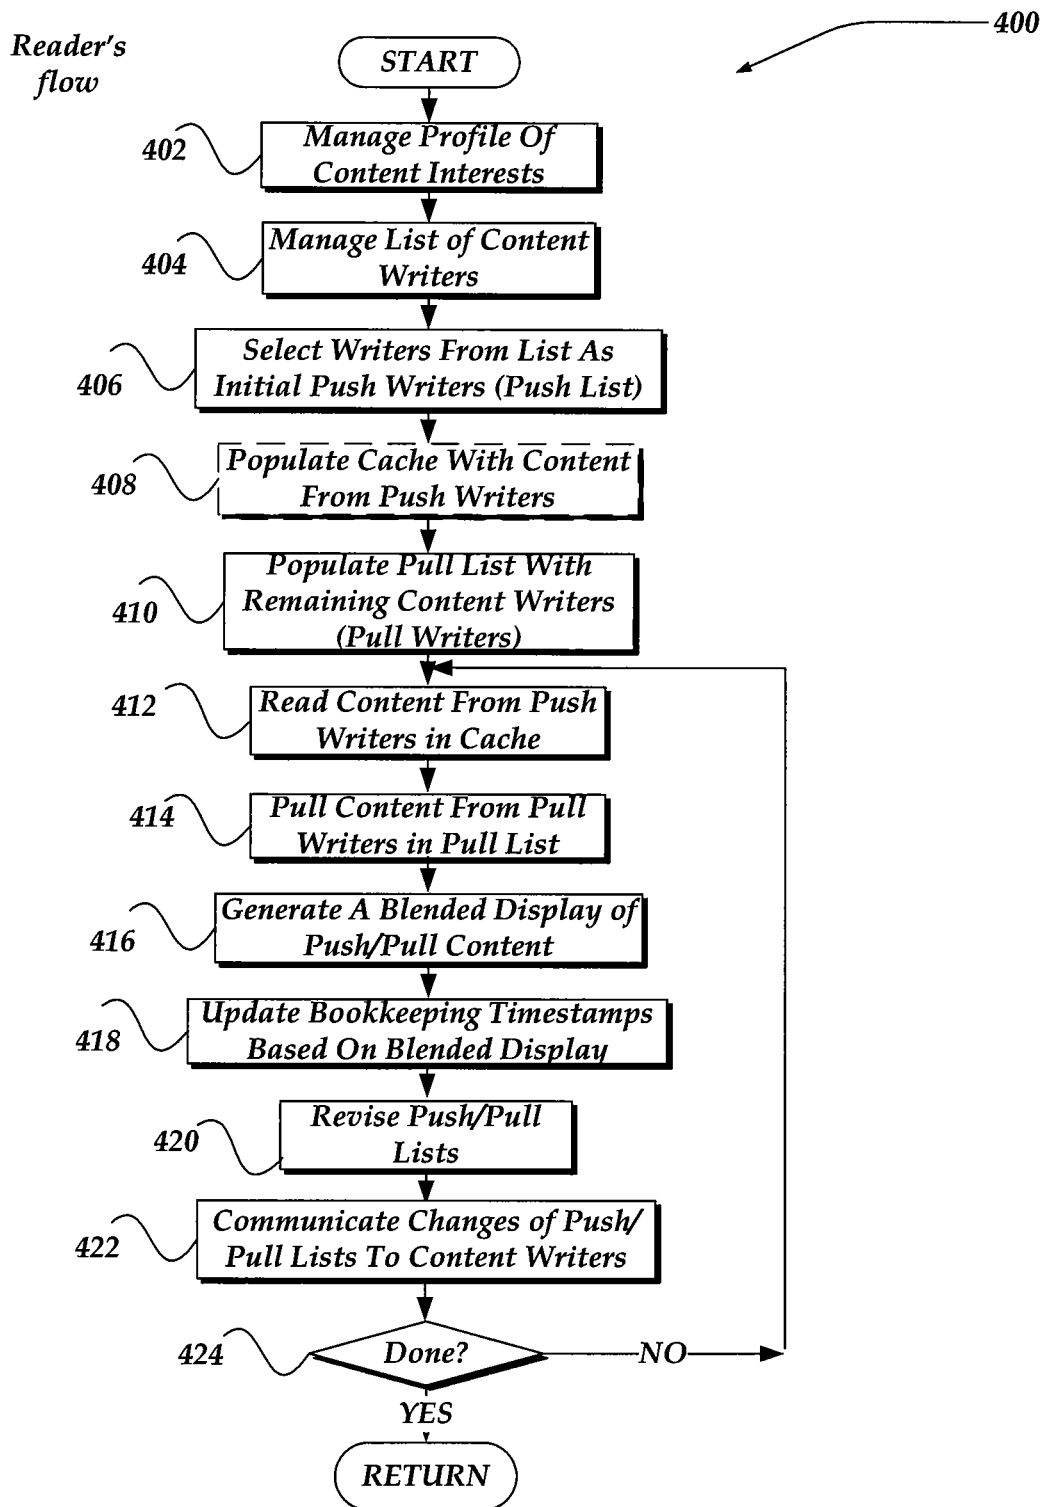 400
Reader's
flow
START
402
Manage Profile Of
Content Interests
404
Manage List of Content
Writers
406
Select Writers From List As
Initial Push Writers (Push List)
408
Populate Cache With Content
From Push Writers
410
Populate Pull List With
Remaining Content Writers
(Pull Writers)
412
Read Content From Push
Writers in Cache
414
Pull Content From Pull
Writers in Pull List
416
Generate A Blended Display of
Push/Pull Content
418
Update Bookkeeping Timestamps
Based On Blended Display
420
Revise Push/Pull
Lists
422
Communicate Changes of Push/
Pull Lists To Content Writers
424
Done?
NO
YES
RETURN